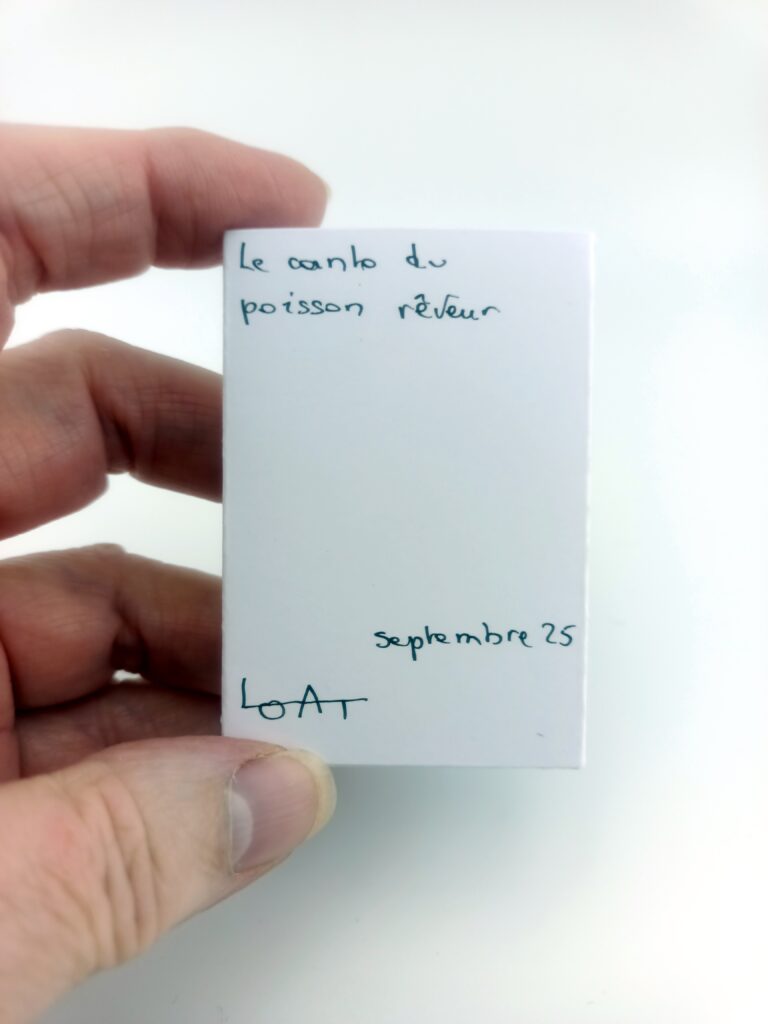 Le canto du
poisson rêveur
septembre 25
LOAT